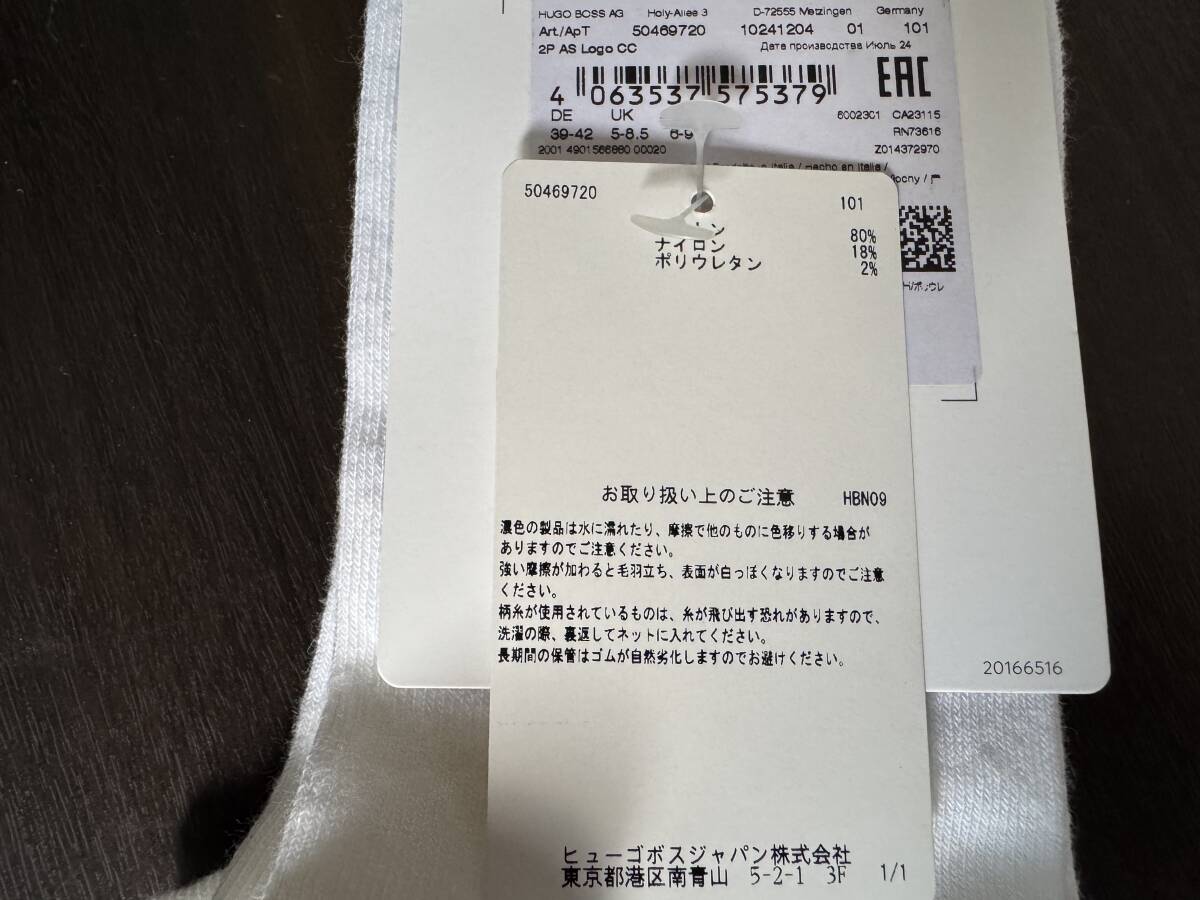 HUGO BOSS AG Holy-Allee 3 D-72555 Metzingen Germany
Art./ApT 50469720 10241204 01 101
2P AS Logo CC Дата производства Июль 24
EAC
4 063537 575379
DE UK
6002301 CA23115
39-42 5-8.5 6-9
RN73616
2001 4901566880 00020
Z014372970
Hecho en Italia /
50469720 101
ン 80%
ナイロン 18%
ポリウレタン 2%
お取り扱い上のご注意 HBN09
濃色の製品は水に濡れたり、摩擦で他のものに色移りする場合が
ありますのでご注意ください。
強い摩擦が加わると毛羽立ち、表面が白っぽくなりますのでご注意
ください。
柄糸が使用されているものは、糸が飛び出す恐れがありますので、
洗濯の際、裏返してネットに入れてください。
長期間の保管はゴムが自然劣化しますのでお避けください。
20166516
ヒューゴボスジャパン株式会社
東京都港区南青山 5-2-1 3F 1/1